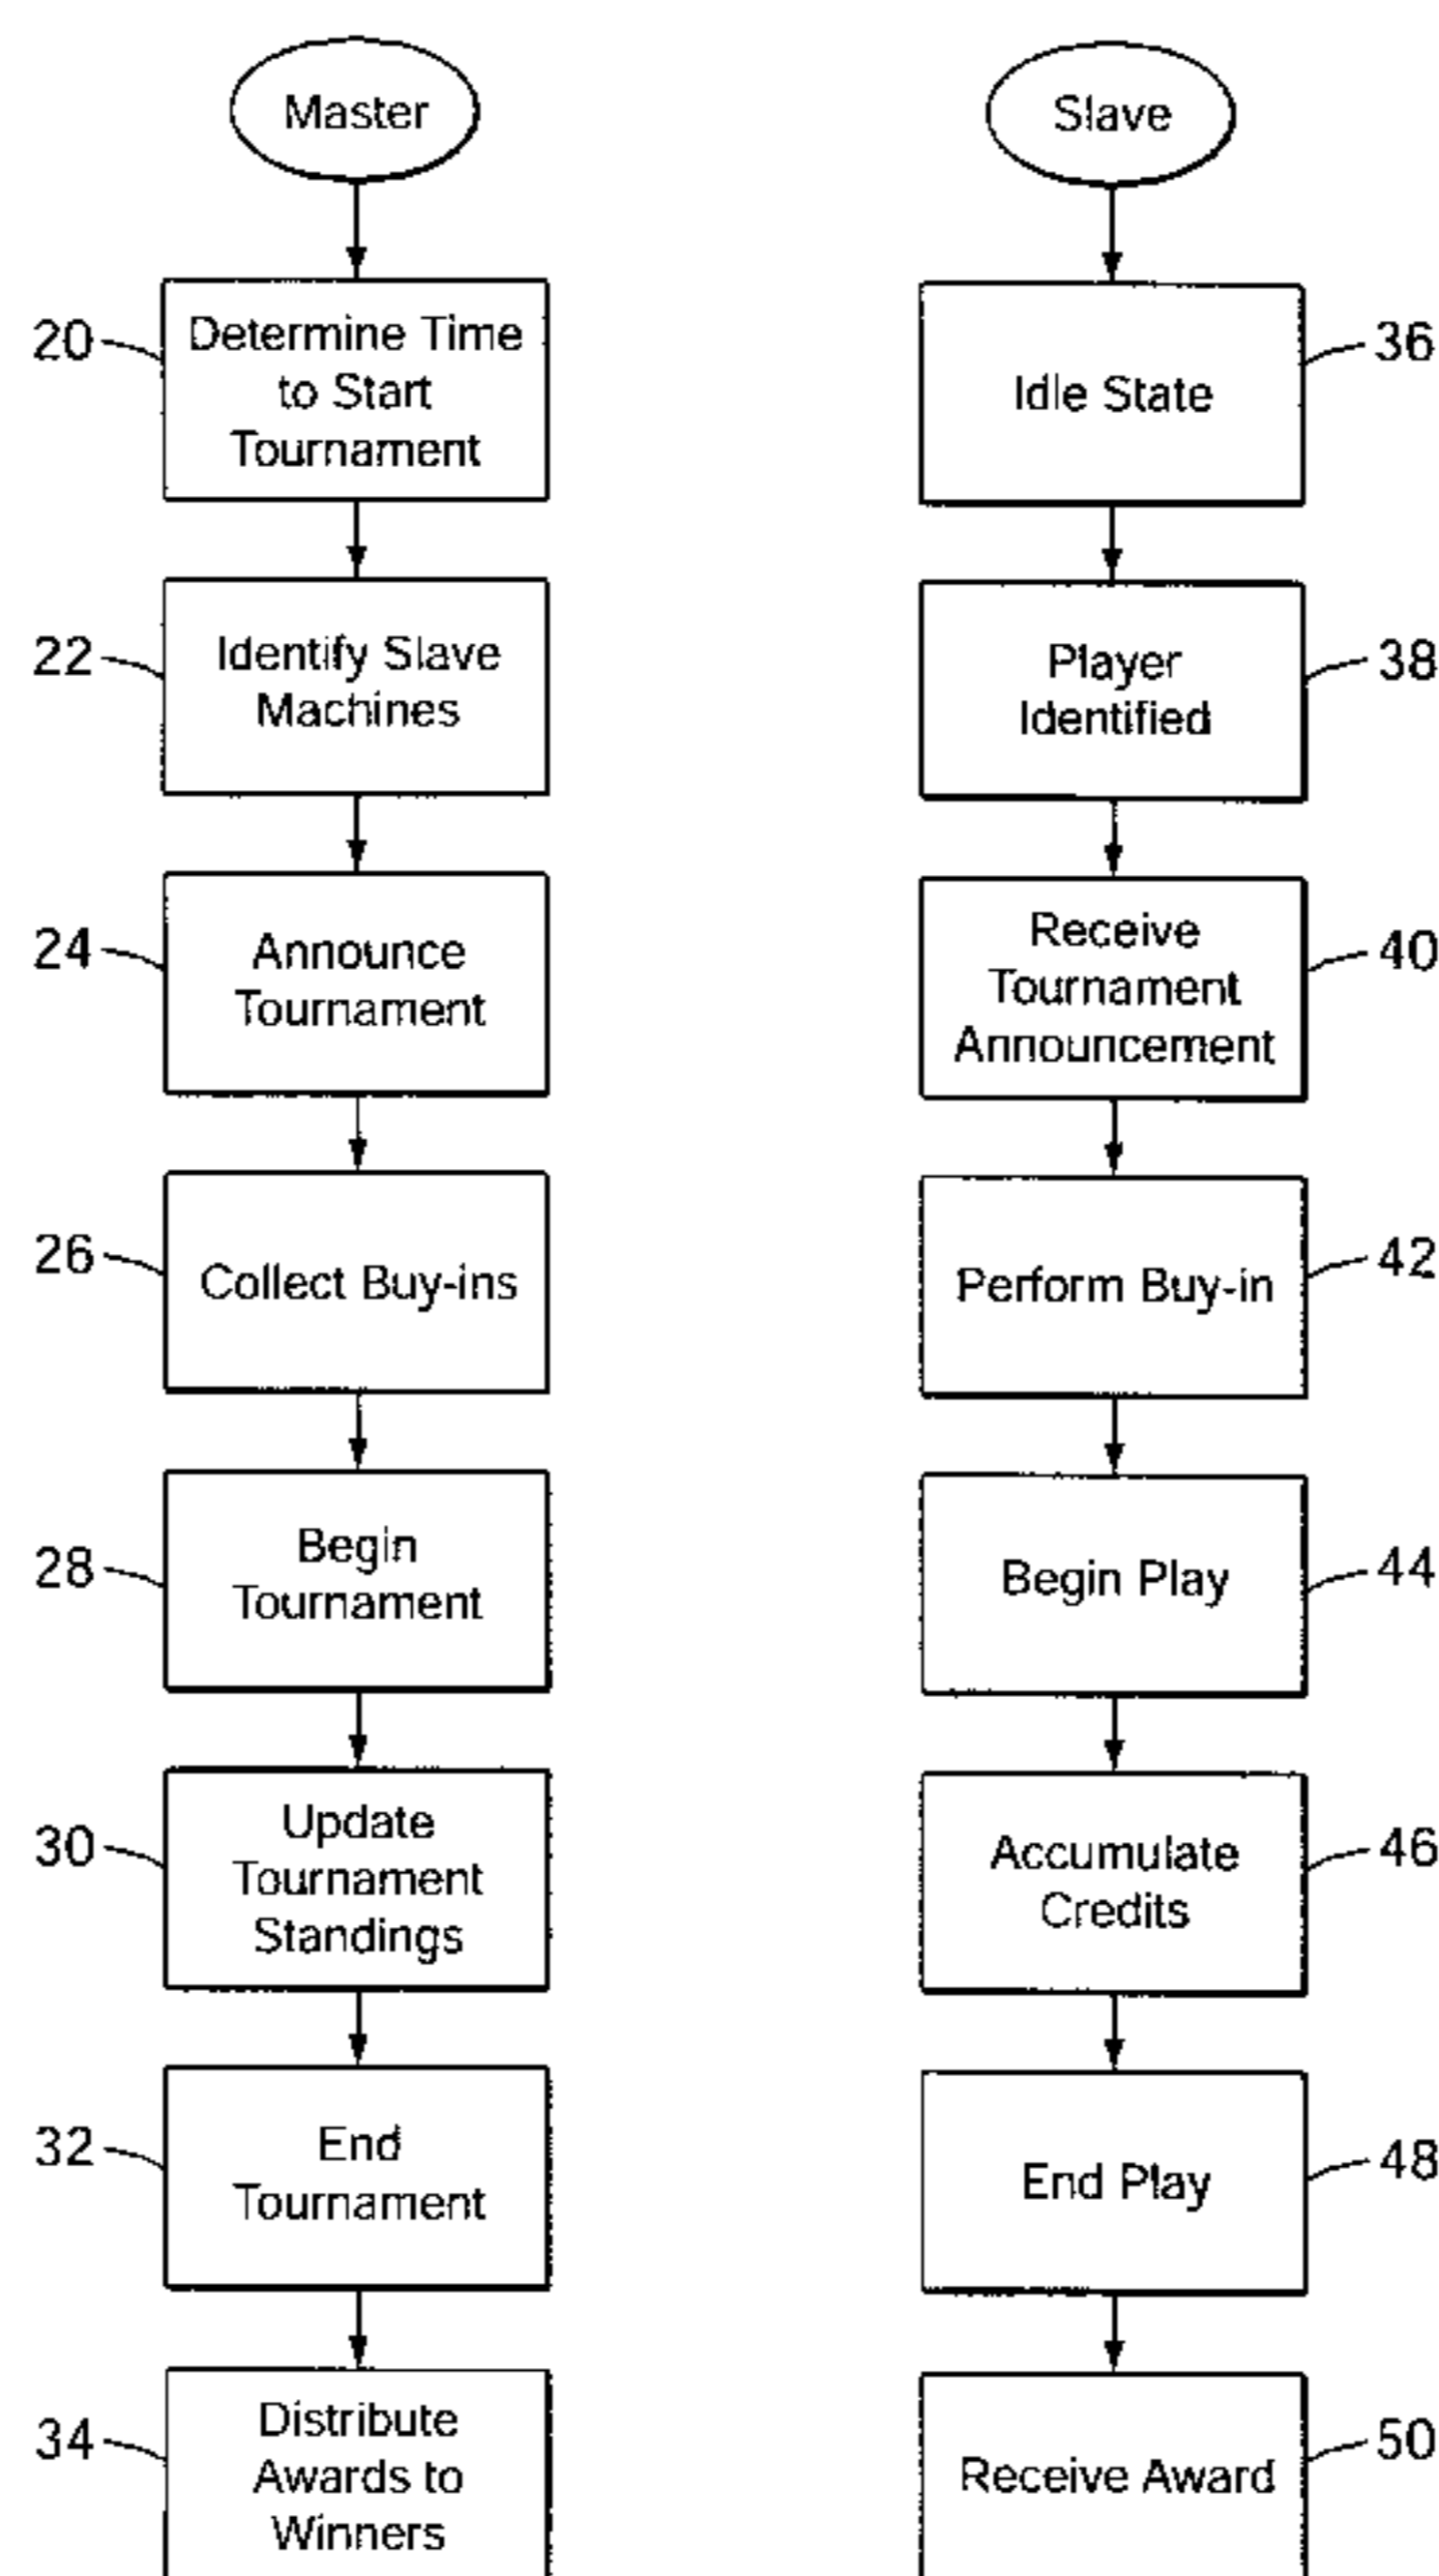 Master
20
Determine Time
to Start
Tournament
22
Identify Slave
Machines
24
Announce
Tournament
26
Collect Buy-ins
28
Begin
Tournament
30
Update
Tournament
Standings
32
End
Tournament
34
Distribute
Awards to
Winners
Slave
Idle State
36
Player
Identified
38
Receive
Tournament
Announcement
40
Perform Buy-in
42
Begin Play
44
Accumulate
Credits
46
End Play
48
Receive Award
50